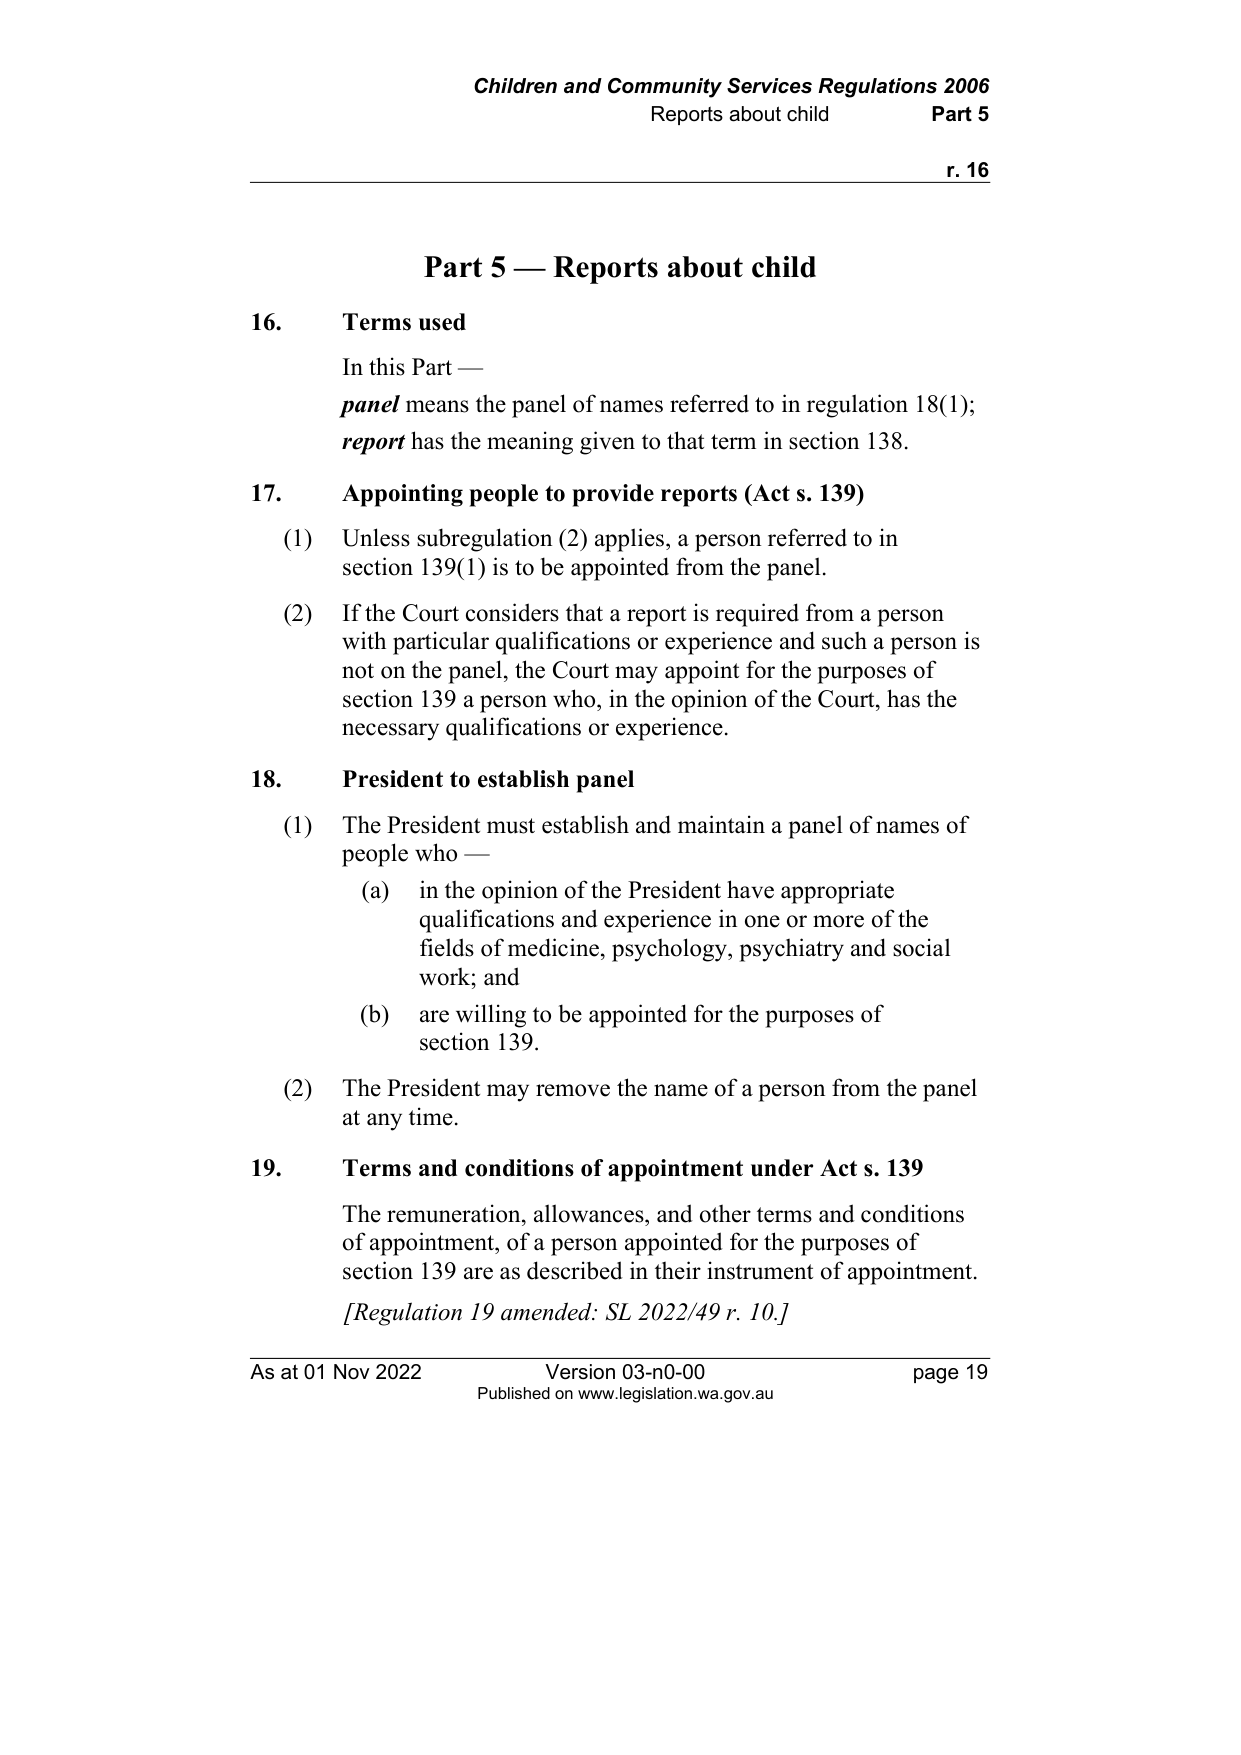 Children and Community Services Regulations 2006
Reports about child Part 5
r. 16
Part 5 — Reports about child
16. Terms used
In this Part —
panel means the panel of names referred to in regulation 18(1);
report has the meaning given to that term in section 138.
17. Appointing people to provide reports (Act s. 139)
(1) Unless subregulation (2) applies, a person referred to in
section 139(1) is to be appointed from the panel.
(2) If the Court considers that a report is required from a person
with particular qualifications or experience and such a person is
not on the panel, the Court may appoint for the purposes of
section 139 a person who, in the opinion of the Court, has the
necessary qualifications or experience.
18. President to establish panel
(1) The President must establish and maintain a panel of names of
people who —
(a) in the opinion of the President have appropriate
qualifications and experience in one or more of the
fields of medicine, psychology, psychiatry and social
work; and
(b) are willing to be appointed for the purposes of
section 139.
(2) The President may remove the name of a person from the panel
at any time.
19. Terms and conditions of appointment under Act s. 139
The remuneration, allowances, and other terms and conditions
of appointment, of a person appointed for the purposes of
section 139 are as described in their instrument of appointment.
[Regulation 19 amended: SL 2022/49 r. 10.]
As at 01 Nov 2022 Version 03-n0-00 page 19
Published on www.legislation.wa.gov.au